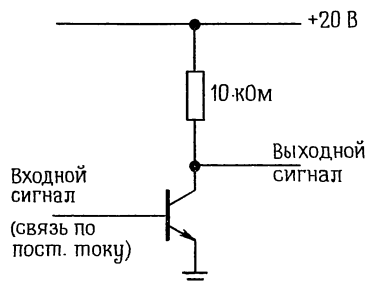 +20 В
10 кОм
Выходной
сигнал
Входной
сигнал
(связь по
пост. току)